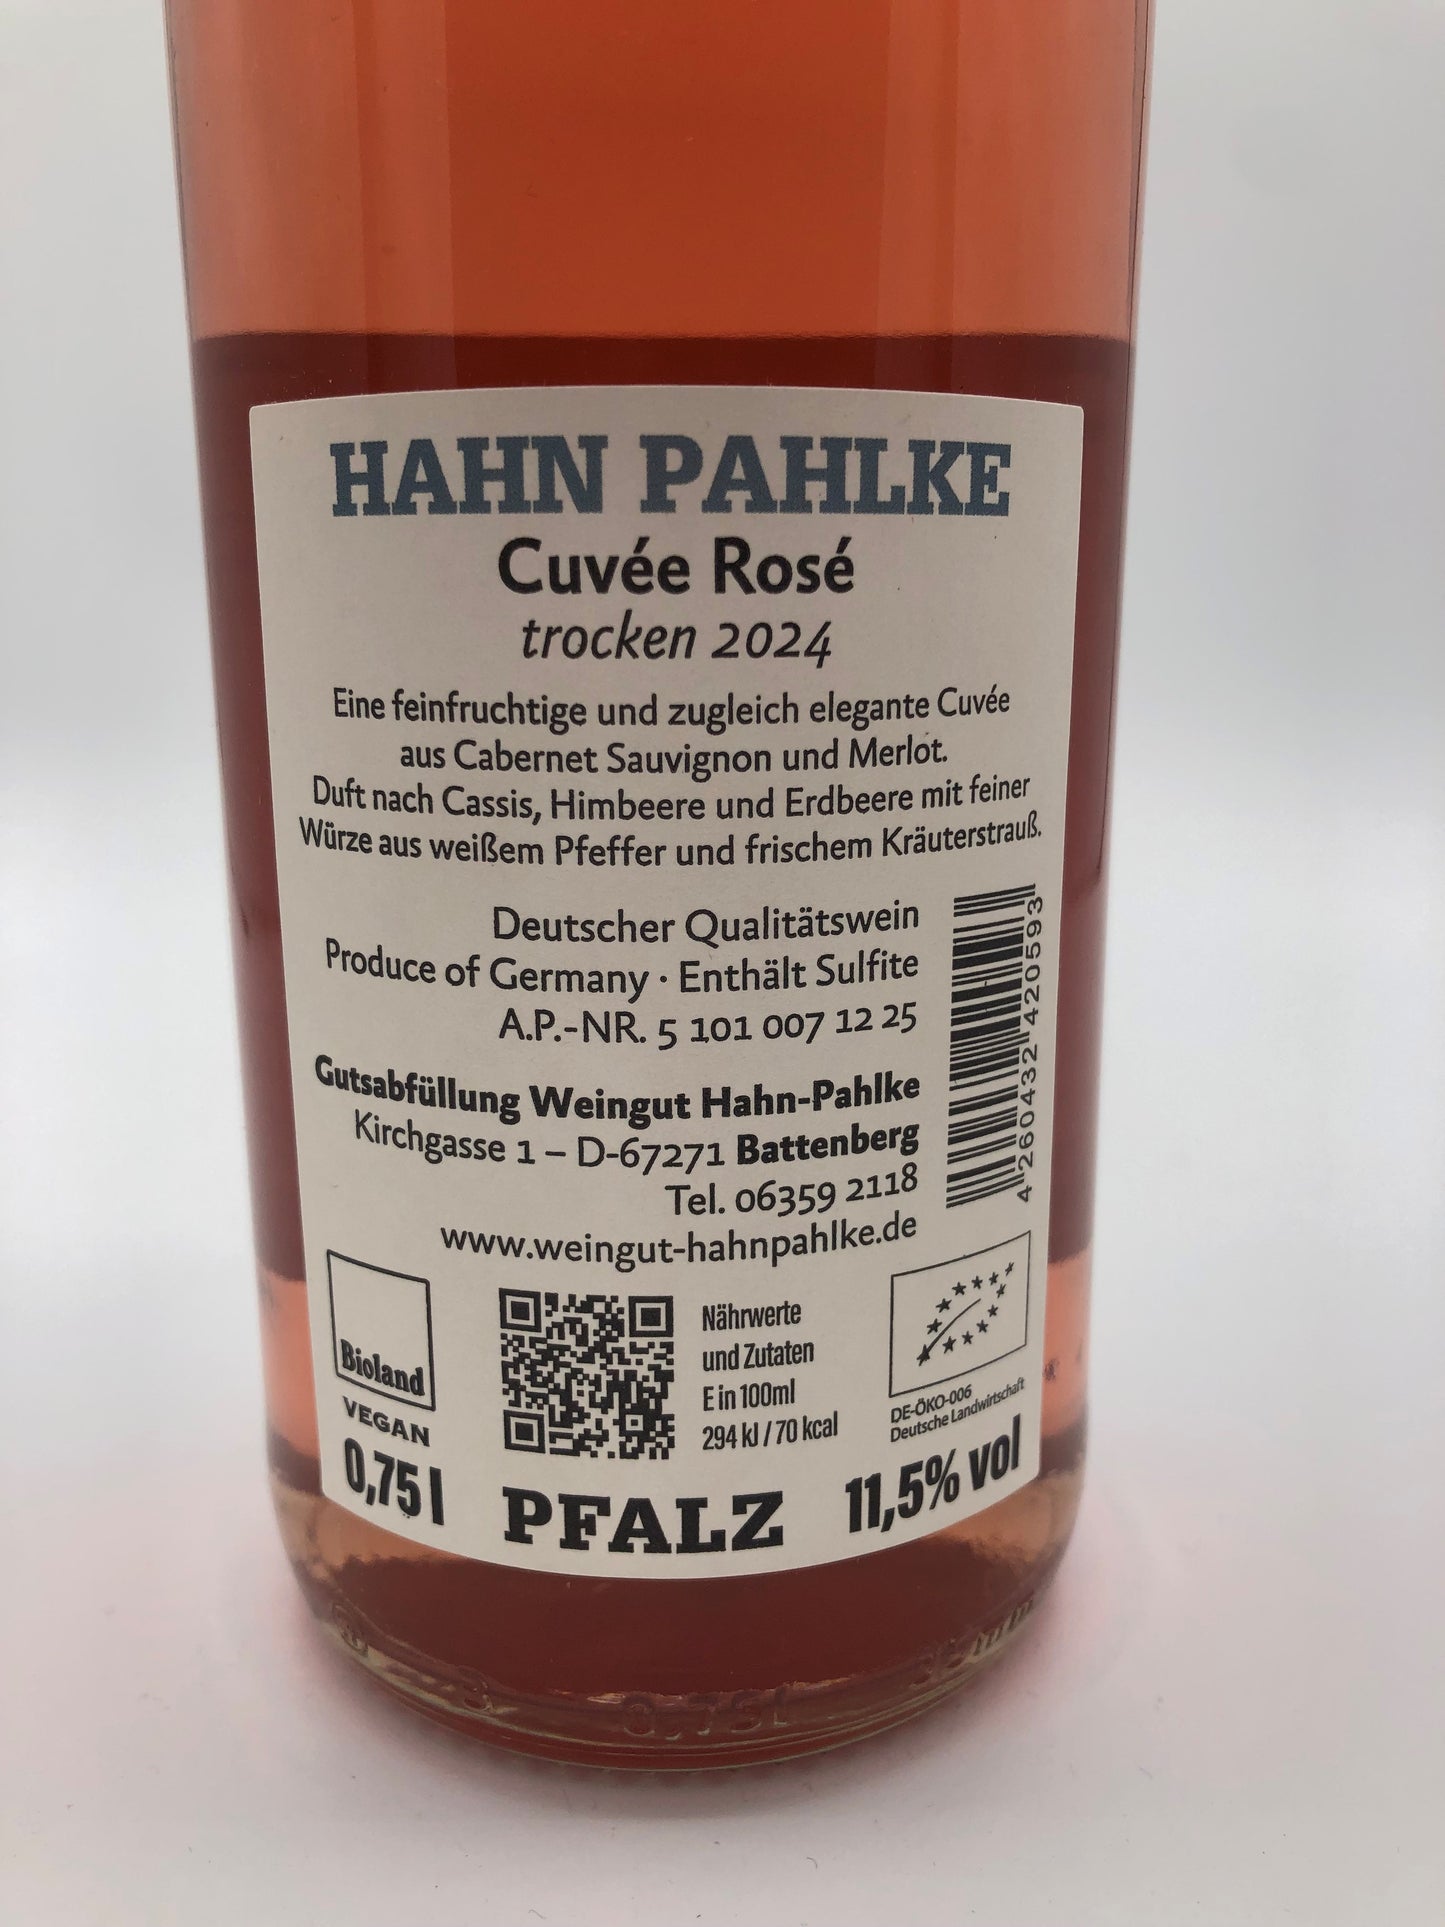 HAHN PAHLKE
Cuvée Rosé
trocken 2024
Eine feinfruchtige und zugleich elegante Cuvée
aus Cabernet Sauvignon und Merlot.
Duft nach Cassis, Himbeere und Erdbeere mit feiner
Würze aus weißem Pfeffer und frischem Kräuterstrauß.
Deutscher Qualitätswein
Produce of Germany · Enthält Sulfite
A.P.-NR. 5 101 007 12 25
Gutsabfüllung Weingut Hahn-Pahlke
Kirchgasse 1 – D-67271 Battenberg
Tel. 06359 2118
www.weingut-hahnpahlke.de
4 260432 420593
Bioland
VEGAN
0,75 l
Nährwerte
und Zutaten
E in 100ml
294 kJ / 70 kcal
DE-ÖKO-006
Deutsche Landwirtschaft
PFALZ
11,5% vol
0,75l